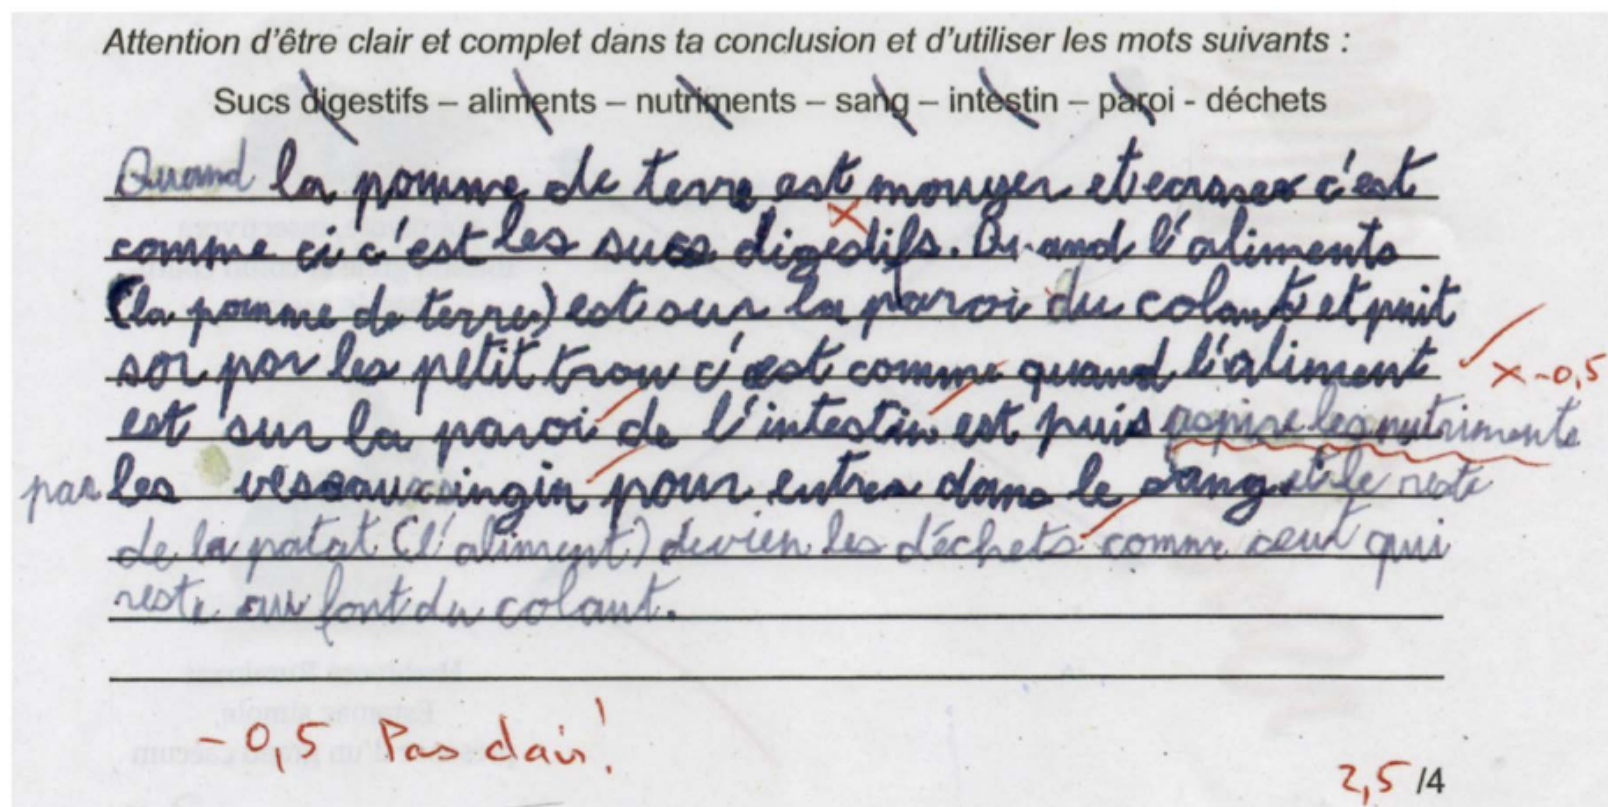 Attention d'être clair et complet dans ta conclusion et d'utiliser les mots suivants :
Sucs digestifs – aliments – nutriments – sang – intestin – paroi - déchets
Quand la pomme de terre est mouyer et ecraser c'est
comme ci c'est les sucs digestifs. Quand l'aliments
(la pomme de terre) est sur la paroi du colant et puit
sor par les petit trou c'est comme quand l'aliment
x -0,5
est sur la paroi de l'intestin est puis aspire les nutriments
par les vesauxsingin pour entrer dans le sang et le reste
de la patat (l'aliment) devien les déchets comme ceut qui
reste au font du colant.
-0,5 Pas clair!
2,5 /4